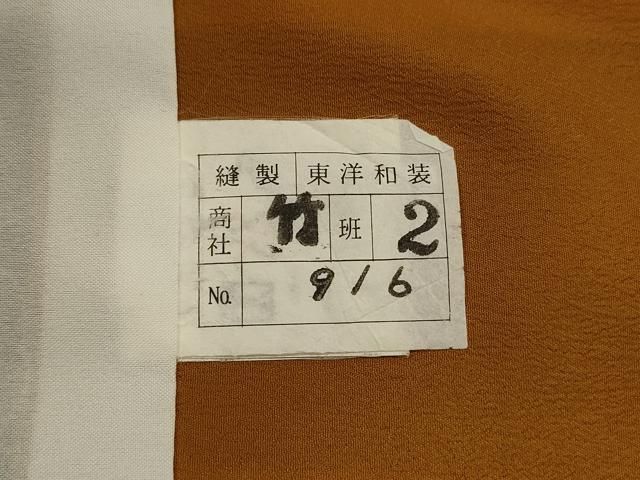 縫製 東洋和装
商社 竹 班 2
No. 916